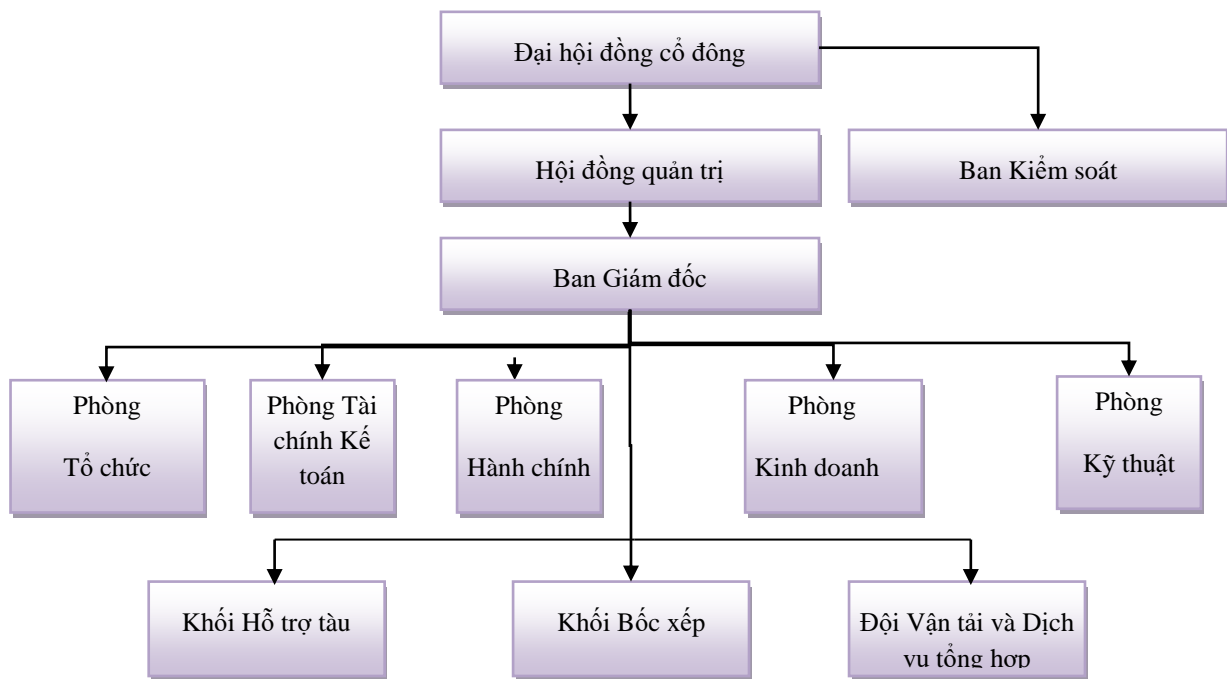 Đại hội đồng cổ đông
Hội đồng quản trị
Ban Kiểm soát
Ban Giám đốc
Phòng
Tổ chức
Phòng Tài
chính Kế
toán
Phòng
Hành chính
Phòng
Kinh doanh
Phòng
Kỹ thuật
Khối Hỗ trợ tàu
Khối Bốc xếp
Đội Vận tải và Dịch
vụ tổng hợp